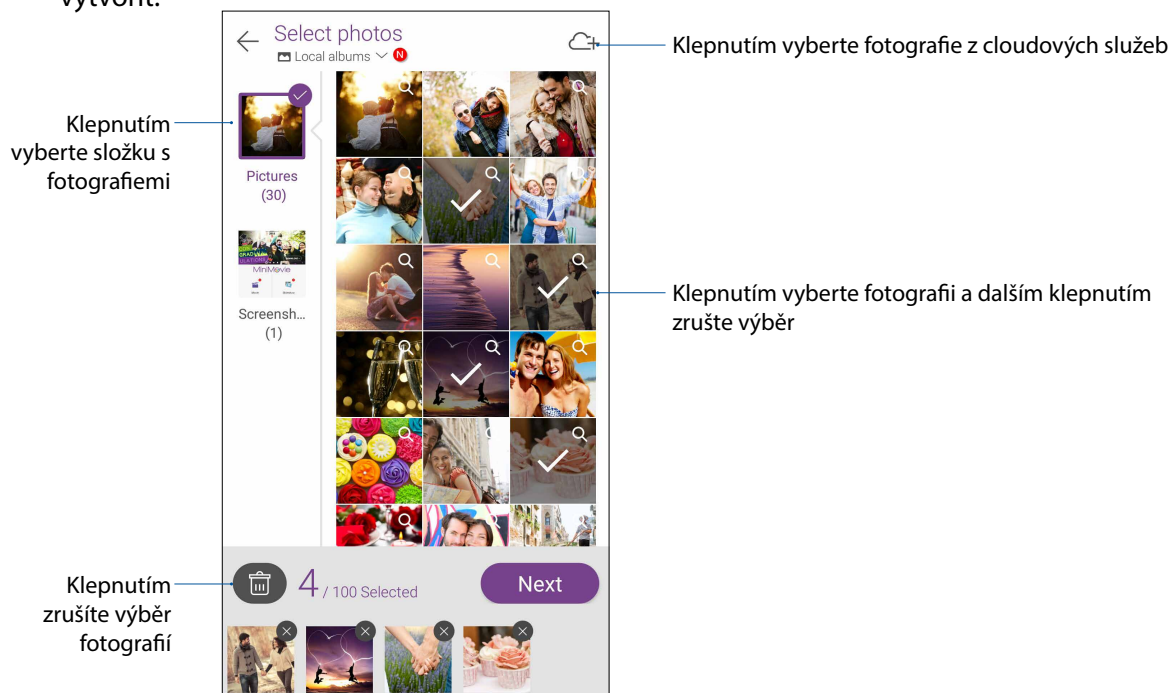 vytvořit.
Select photos
Local albums N
Klepnutím vyberte fotografie z cloudových služeb
Klepnutím
vyberte složku s
fotografiemi
Pictures
(30)
MiniMovie
Screensh...
(1)
Klepnutím vyberte fotografii a dalším klepnutím
zrušte výběr
Klepnutím
zrušíte výběr
fotografií
4 / 100 Selected
Next